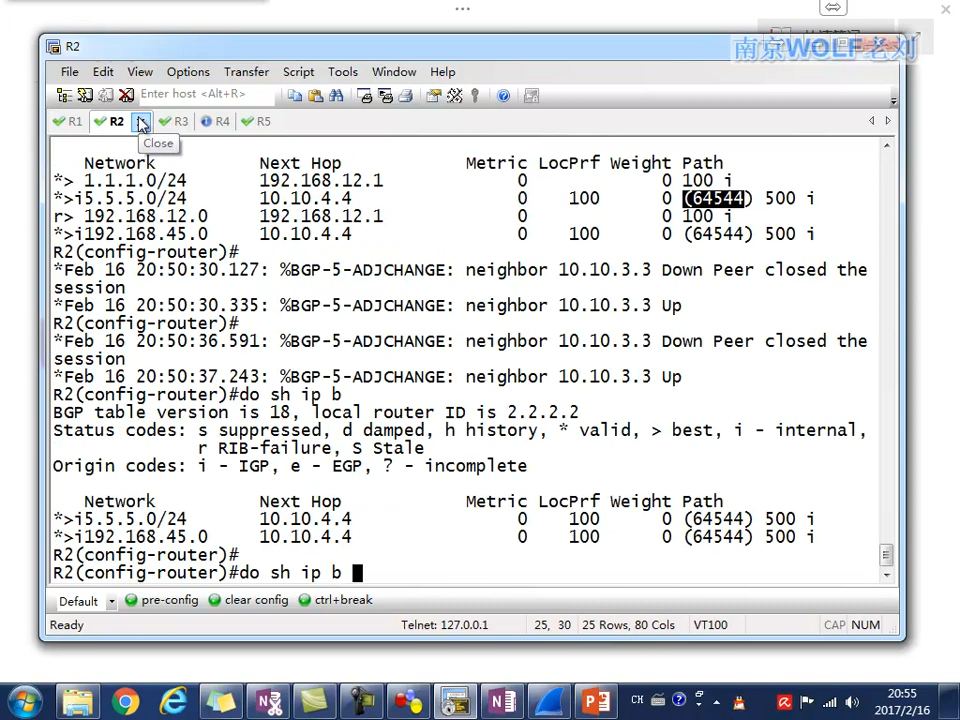 R2
南京WOLF老刘
File Edit View Options Transfer Script Tools Window Help
Enter host <Alt+R>
R1 R2 R3 R4 R5
Close
Network Next Hop Metric LocPrf Weight Path
*> 1.1.1.0/24 192.168.12.1 0 0 100 i
*>i5.5.5.0/24 10.10.4.4 0 100 0 (64544) 500 i
r> 192.168.12.0 192.168.12.1 0 0 100 i
*>i192.168.45.0 10.10.4.4 0 100 0 (64544) 500 i
R2(config-router)#
*Feb 16 20:50:30.127: %BGP-5-ADJCHANGE: neighbor 10.10.3.3 Down Peer closed the
session
*Feb 16 20:50:30.335: %BGP-5-ADJCHANGE: neighbor 10.10.3.3 Up
R2(config-router)#
*Feb 16 20:50:36.591: %BGP-5-ADJCHANGE: neighbor 10.10.3.3 Down Peer closed the
session
*Feb 16 20:50:37.243: %BGP-5-ADJCHANGE: neighbor 10.10.3.3 Up
R2(config-router)#do sh ip b
BGP table version is 18, local router ID is 2.2.2.2
Status codes: s suppressed, d damped, h history, * valid, > best, i - internal,
r RIB-failure, S Stale
Origin codes: i - IGP, e - EGP, ? - incomplete
Network Next Hop Metric LocPrf Weight Path
*>i5.5.5.0/24 10.10.4.4 0 100 0 (64544) 500 i
*>i192.168.45.0 10.10.4.4 0 100 0 (64544) 500 i
R2(config-router)#
R2(config-router)#do sh ip b
Default pre-config clear config ctrl+break
Ready Telnet: 127.0.0.1 25, 30 25 Rows, 80 Cols VT100 CAP NUM
CH 20:55
2017/2/16